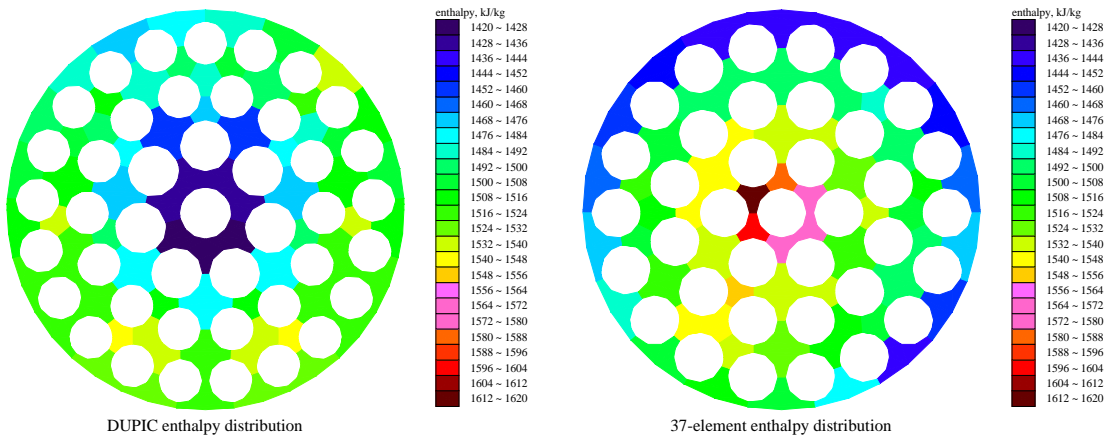 enthalpy, kJ/kg
1420 ~ 1428
1428 ~ 1436
1436 ~ 1444
1444 ~ 1452
1452 ~ 1460
1460 ~ 1468
1468 ~ 1476
1476 ~ 1484
1484 ~ 1492
1492 ~ 1500
1500 ~ 1508
1508 ~ 1516
1516 ~ 1524
1524 ~ 1532
1532 ~ 1540
1540 ~ 1548
1548 ~ 1556
1556 ~ 1564
1564 ~ 1572
1572 ~ 1580
1580 ~ 1588
1588 ~ 1596
1596 ~ 1604
1604 ~ 1612
1612 ~ 1620
DUPIC enthalpy distribution
enthalpy, kJ/kg
1420 ~ 1428
1428 ~ 1436
1436 ~ 1444
1444 ~ 1452
1452 ~ 1460
1460 ~ 1468
1468 ~ 1476
1476 ~ 1484
1484 ~ 1492
1492 ~ 1500
1500 ~ 1508
1508 ~ 1516
1516 ~ 1524
1524 ~ 1532
1532 ~ 1540
1540 ~ 1548
1548 ~ 1556
1556 ~ 1564
1564 ~ 1572
1572 ~ 1580
1580 ~ 1588
1588 ~ 1596
1596 ~ 1604
1604 ~ 1612
1612 ~ 1620
37-element enthalpy distribution